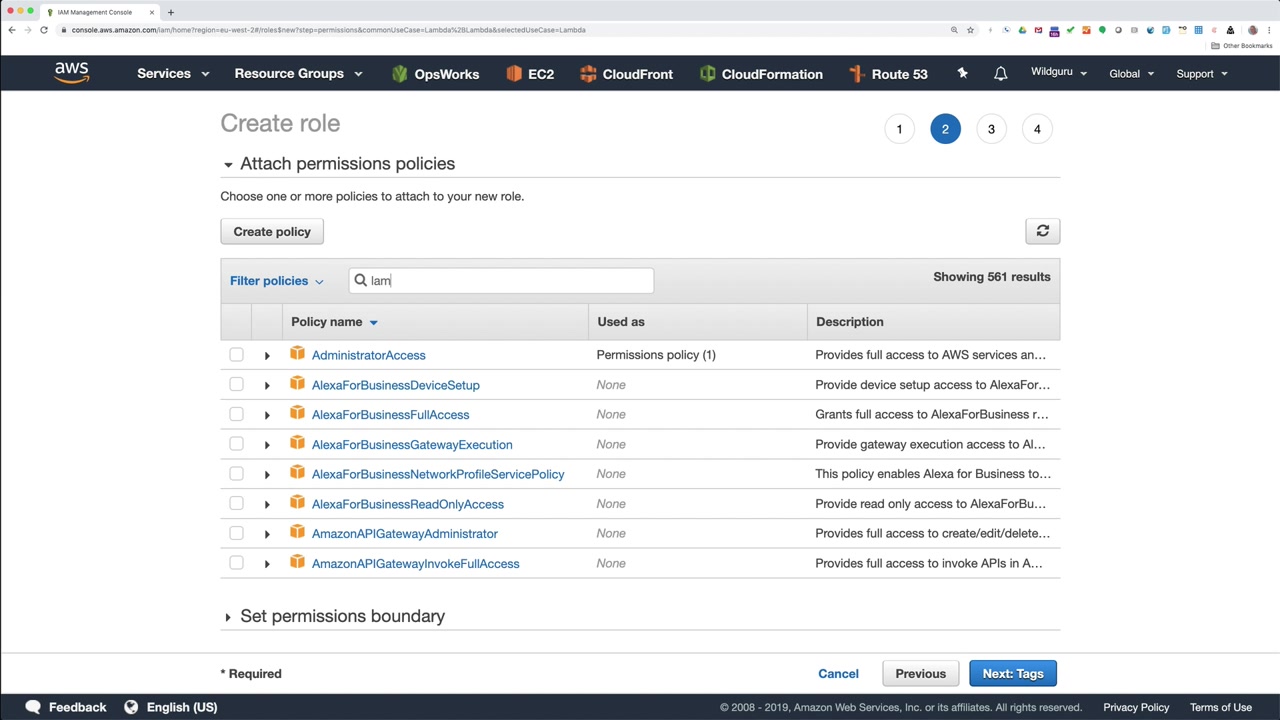 IAM Management Console
console.aws.amazon.com/iam/home?region=eu-west-2#/roles$new?step=permissions&commonUseCase=Lambda%2BLambda&selectedUseCase=Lambda
Other Bookmarks
aws Services Resource Groups OpsWorks EC2 CloudFront CloudFormation Route 53 Wildguru Global Support
Create role
1 2 3 4
Attach permissions policies
Choose one or more policies to attach to your new role.
Create policy
Filter policies lam Showing 561 results
Policy name Used as Description
AdministratorAccess Permissions policy (1) Provides full access to AWS services an...
AlexaForBusinessDeviceSetup None Provide device setup access to AlexaFor...
AlexaForBusinessFullAccess None Grants full access to AlexaForBusiness r...
AlexaForBusinessGatewayExecution None Provide gateway execution access to Al...
AlexaForBusinessNetworkProfileServicePolicy None This policy enables Alexa for Business to...
AlexaForBusinessReadOnlyAccess None Provide read only access to AlexaForBu...
AmazonAPIGatewayAdministrator None Provides full access to create/edit/delete...
AmazonAPIGatewayInvokeFullAccess None Provides full access to invoke APIs in A...
Set permissions boundary
* Required Cancel Previous Next: Tags
Feedback English (US) © 2008 - 2019, Amazon Web Services, Inc. or its affiliates. All rights reserved. Privacy Policy Terms of Use